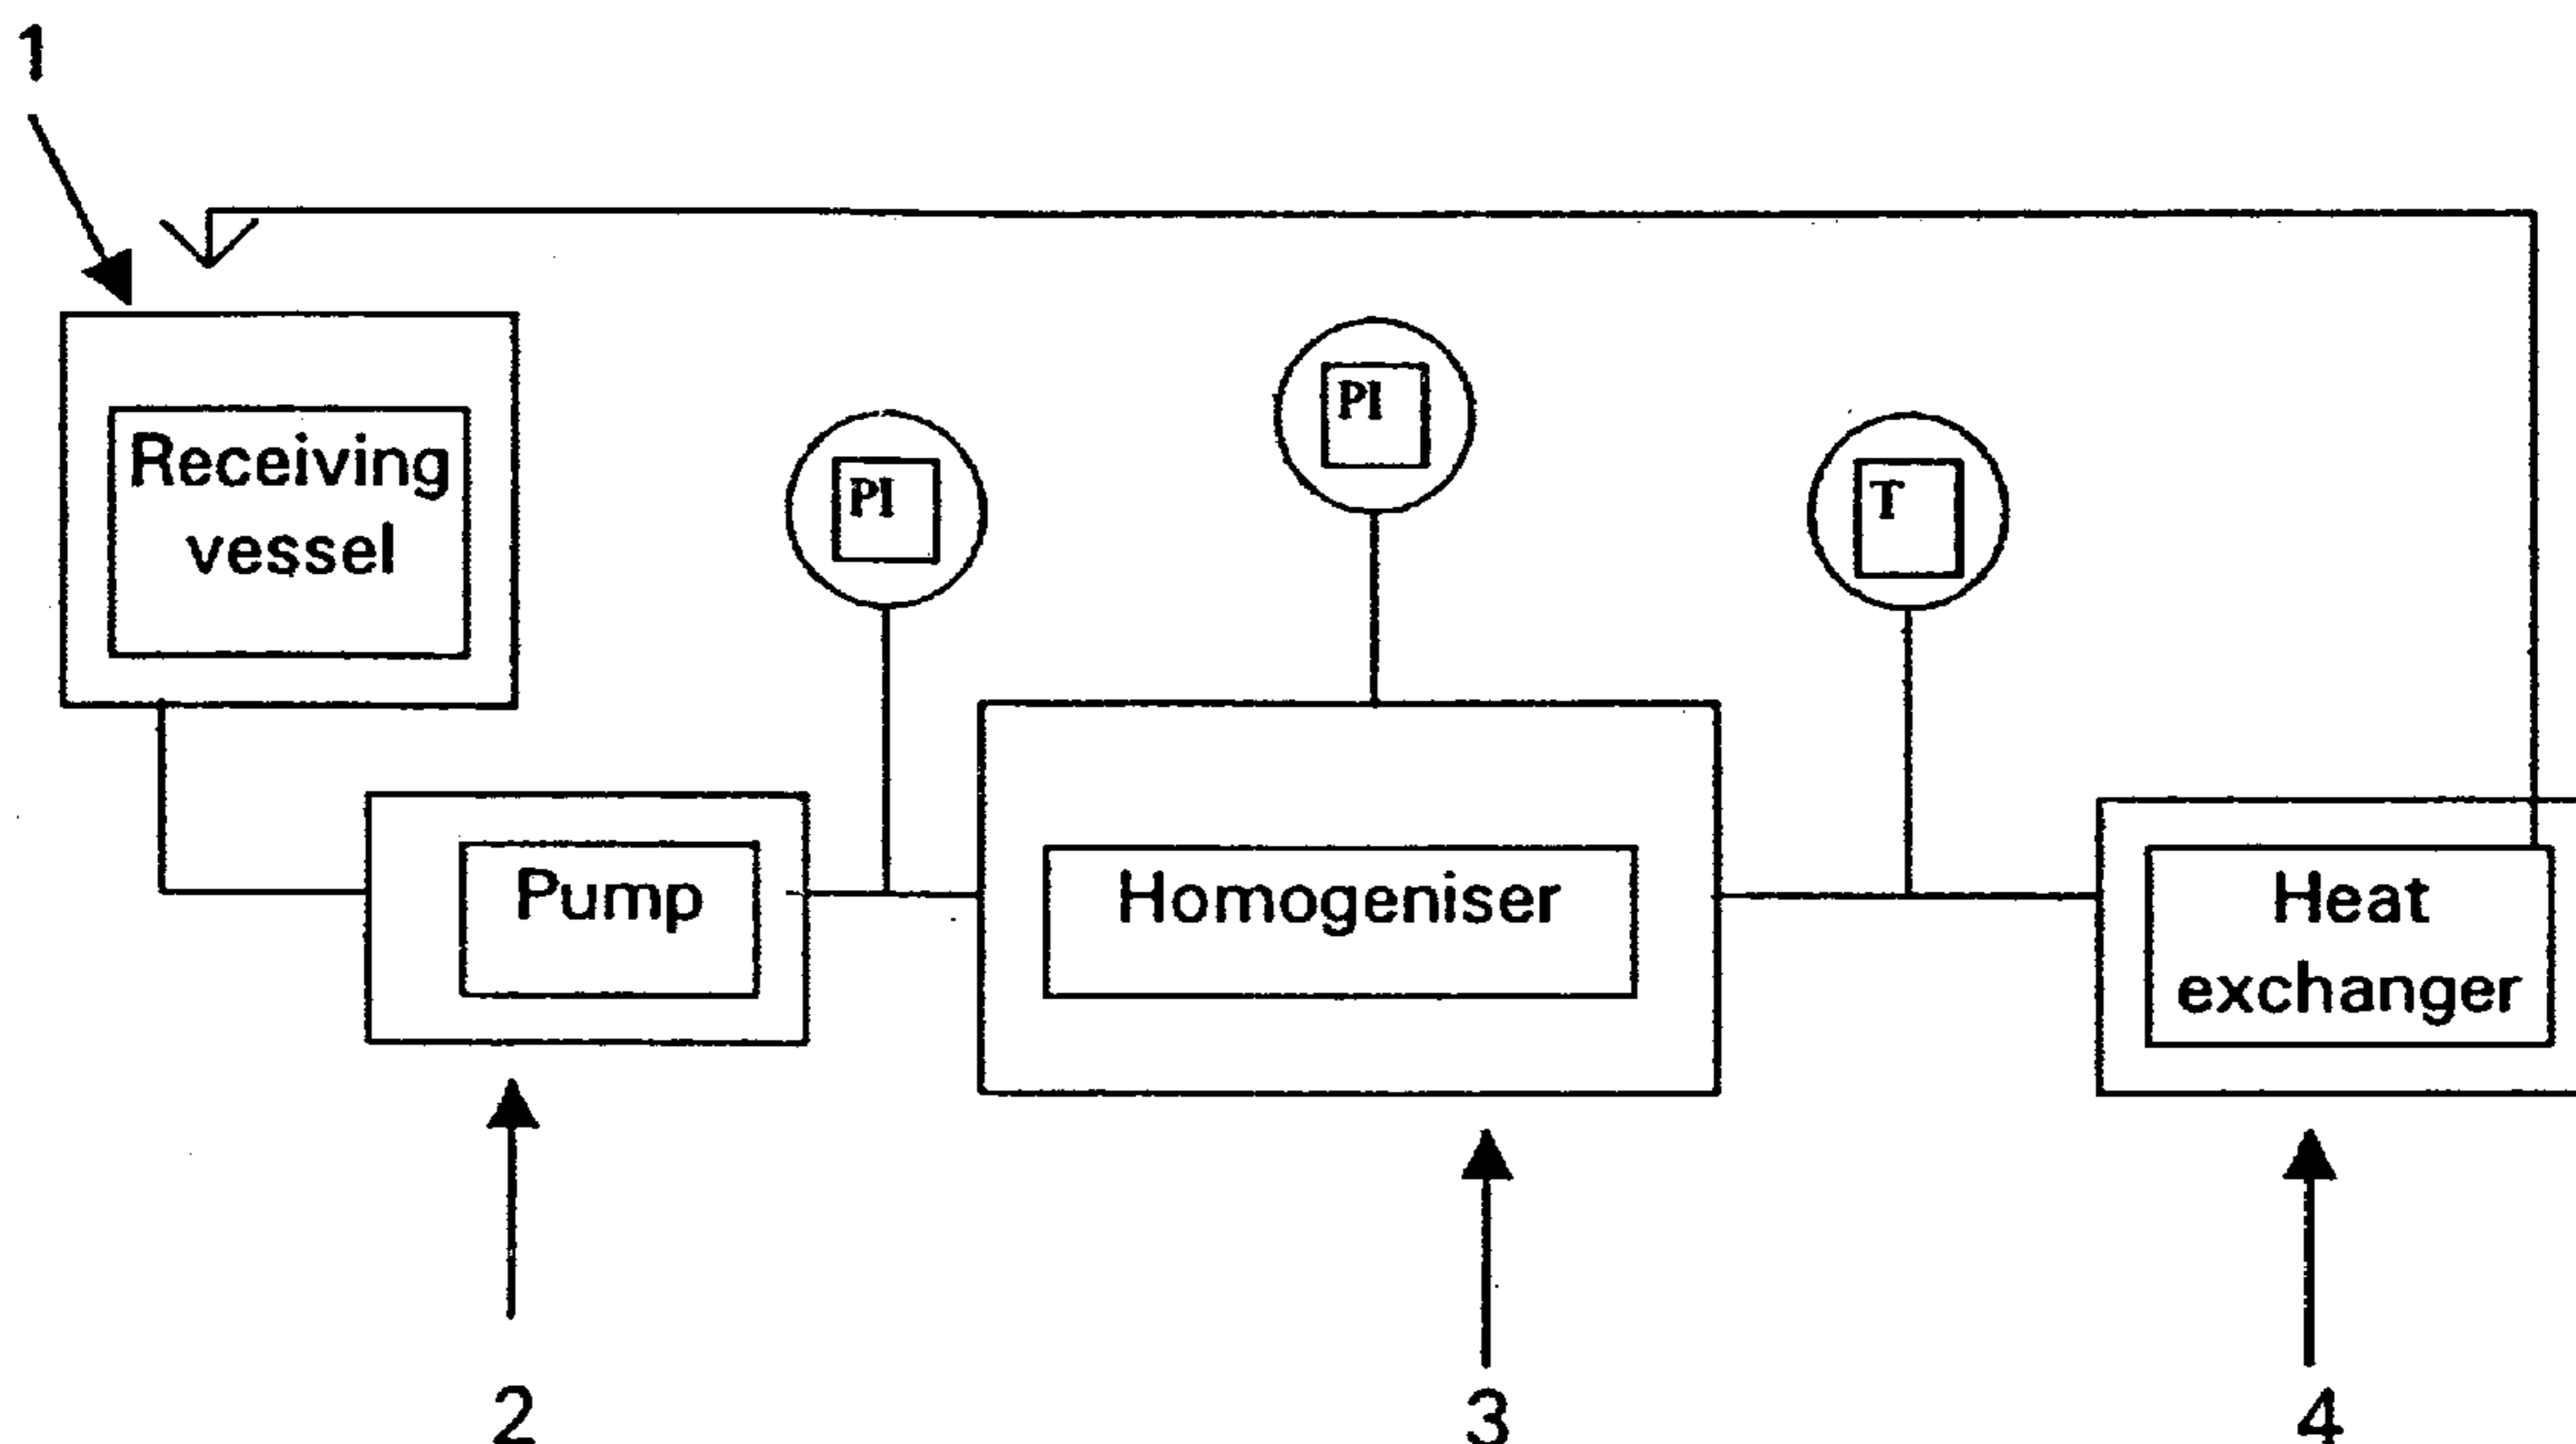 1
Receiving
vessel
PI
PI
T
Pump
Homogeniser
Heat
exchanger
2
3
4